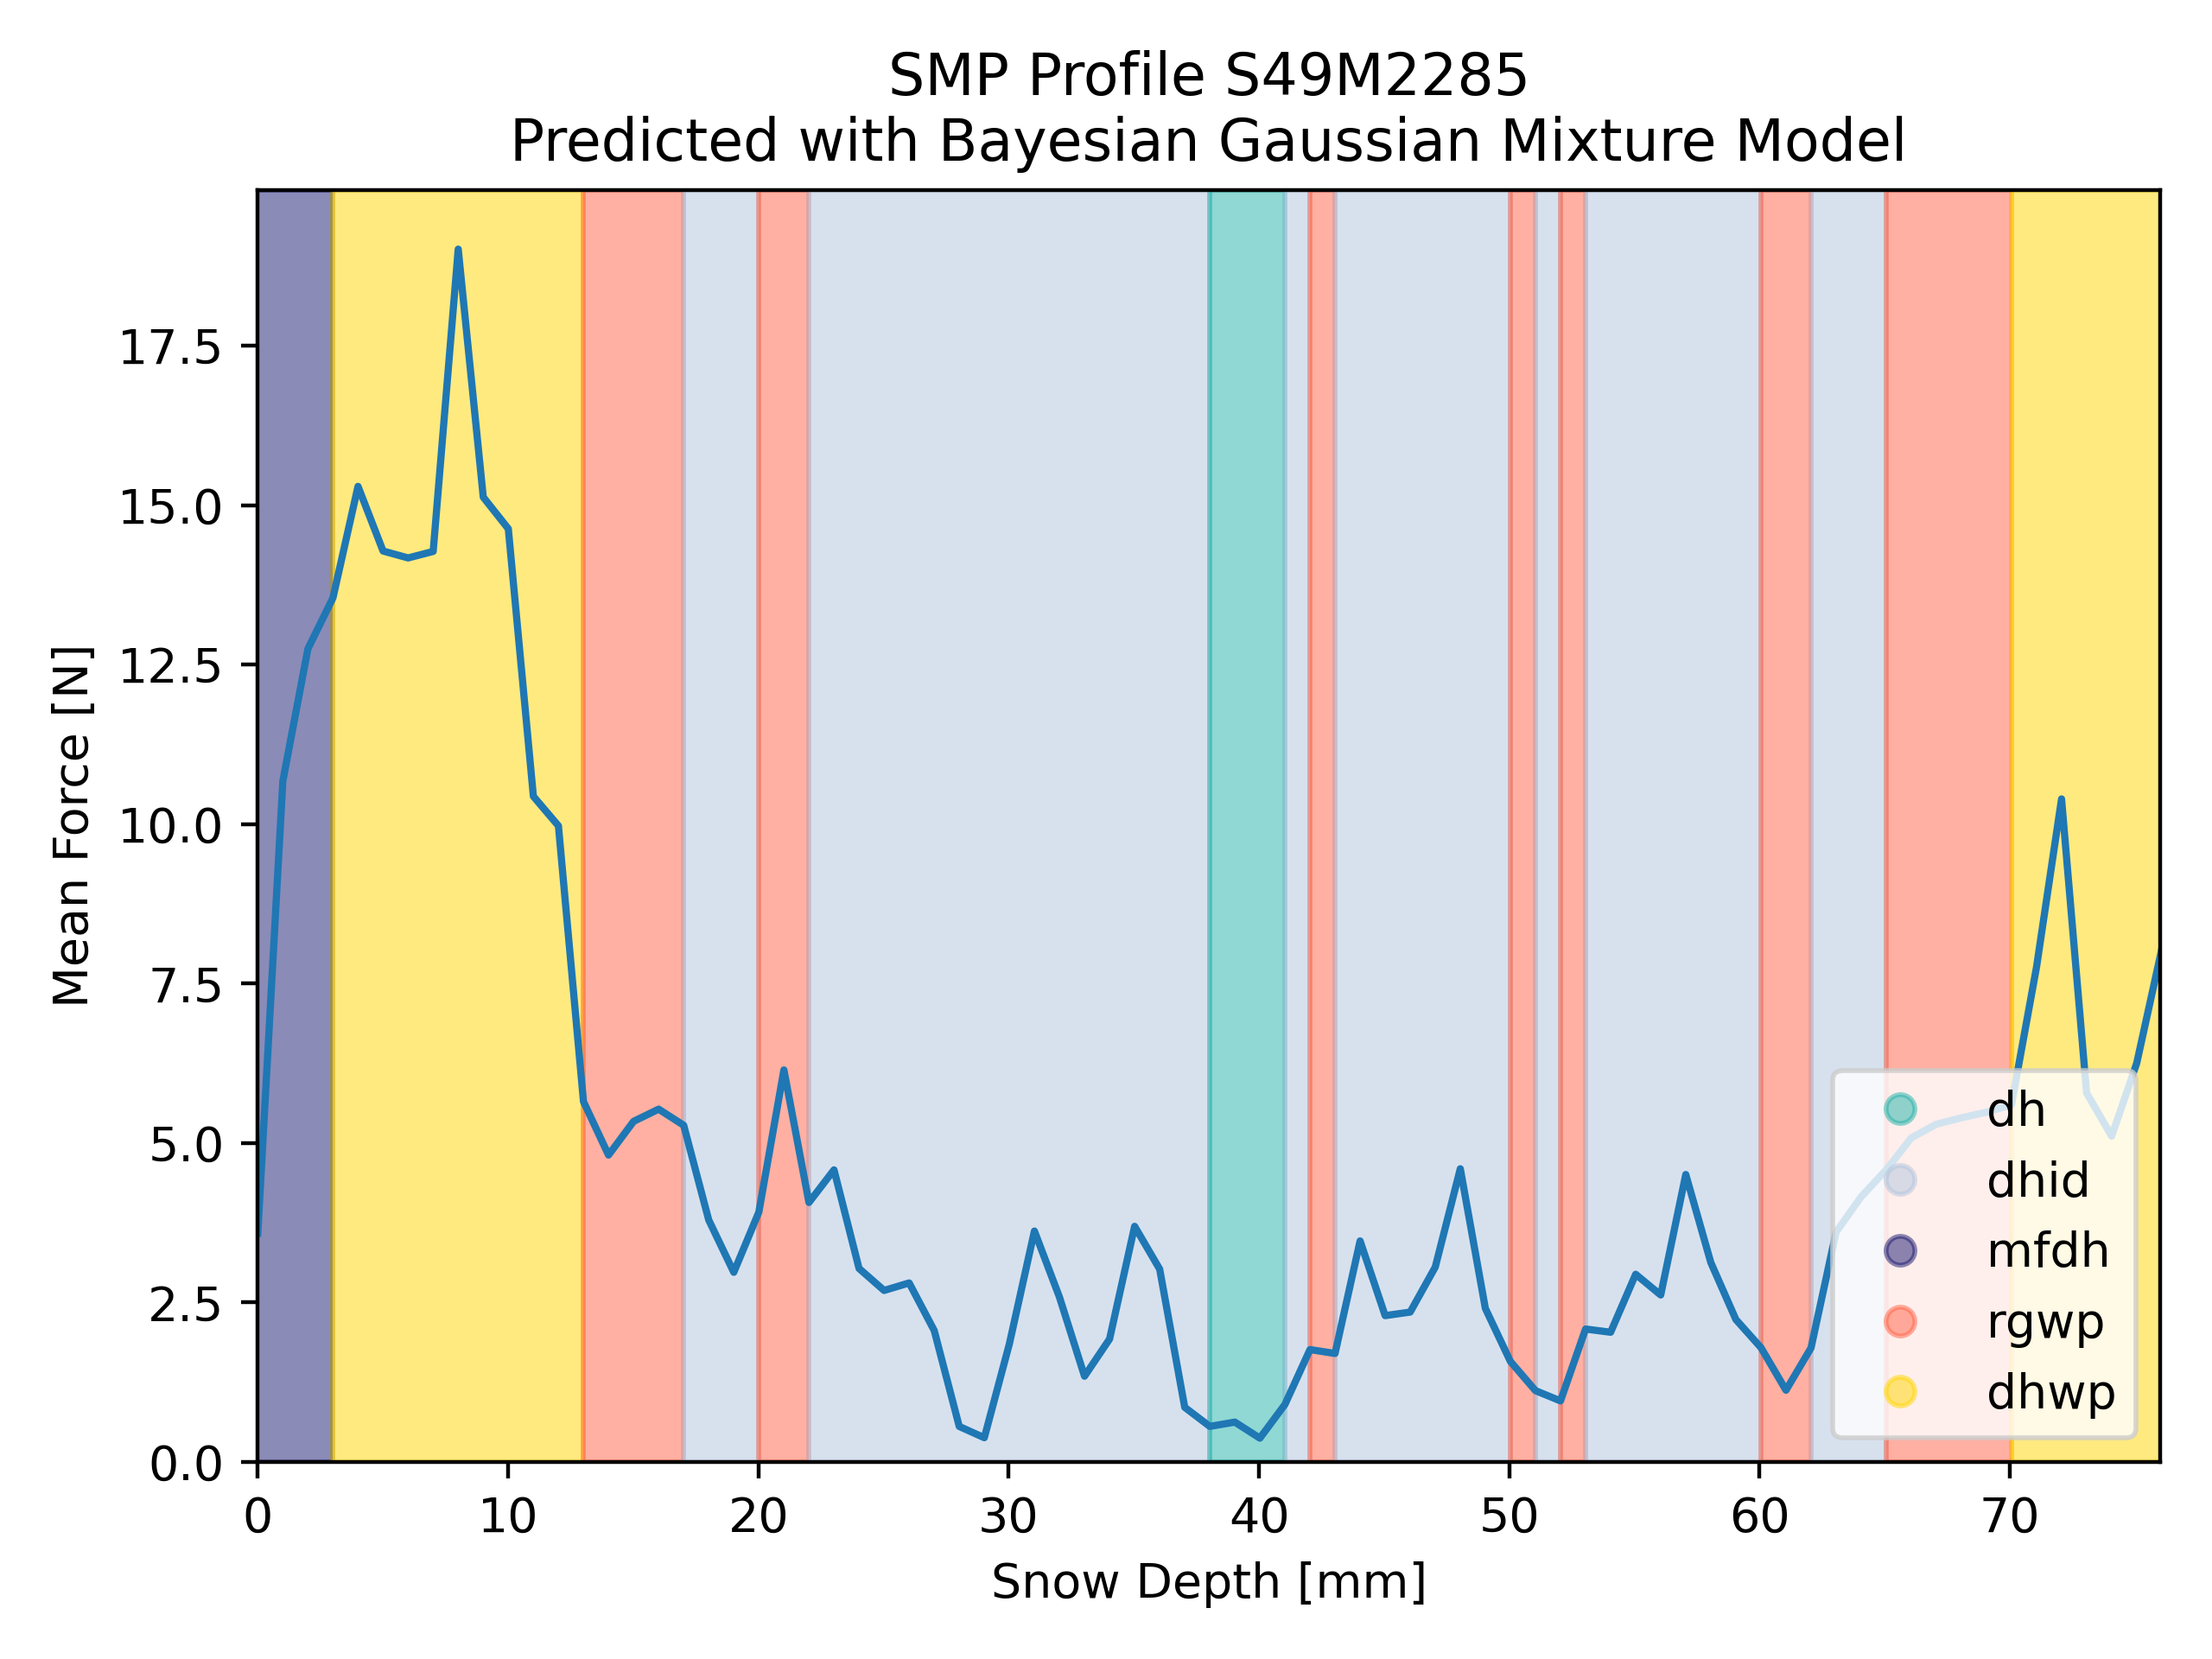 SMP Profile S49M2285
Predicted with Bayesian Gaussian Mixture Model
Mean Force [N]
17.5
15.0
12.5
10.0
7.5
5.0
2.5
0.0
dh
dhid
mfdh
rgwp
dhwp
0 10 20 30 40 50 60 70
Snow Depth [mm]